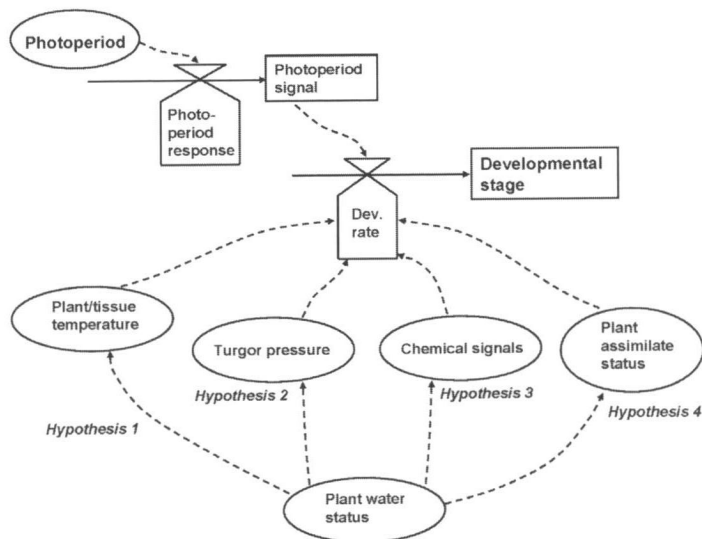 Photoperiod
Photoperiod
signal
Photo-
period
response
Developmental
stage
Dev.
rate
Plant/tissue
temperature
Turgor pressure
Chemical signals
Plant
assimilate
status
Hypothesis 1
Hypothesis 2
Hypothesis 3
Hypothesis 4
Plant water
status